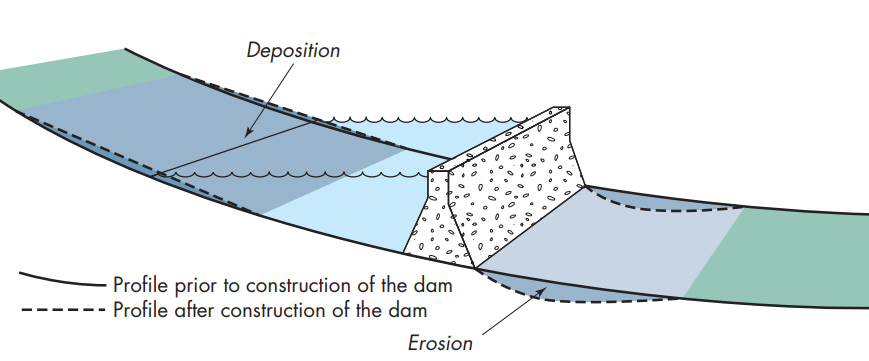 Deposition
Profile prior to construction of the dam
Profile after construction of the dam
Erosion